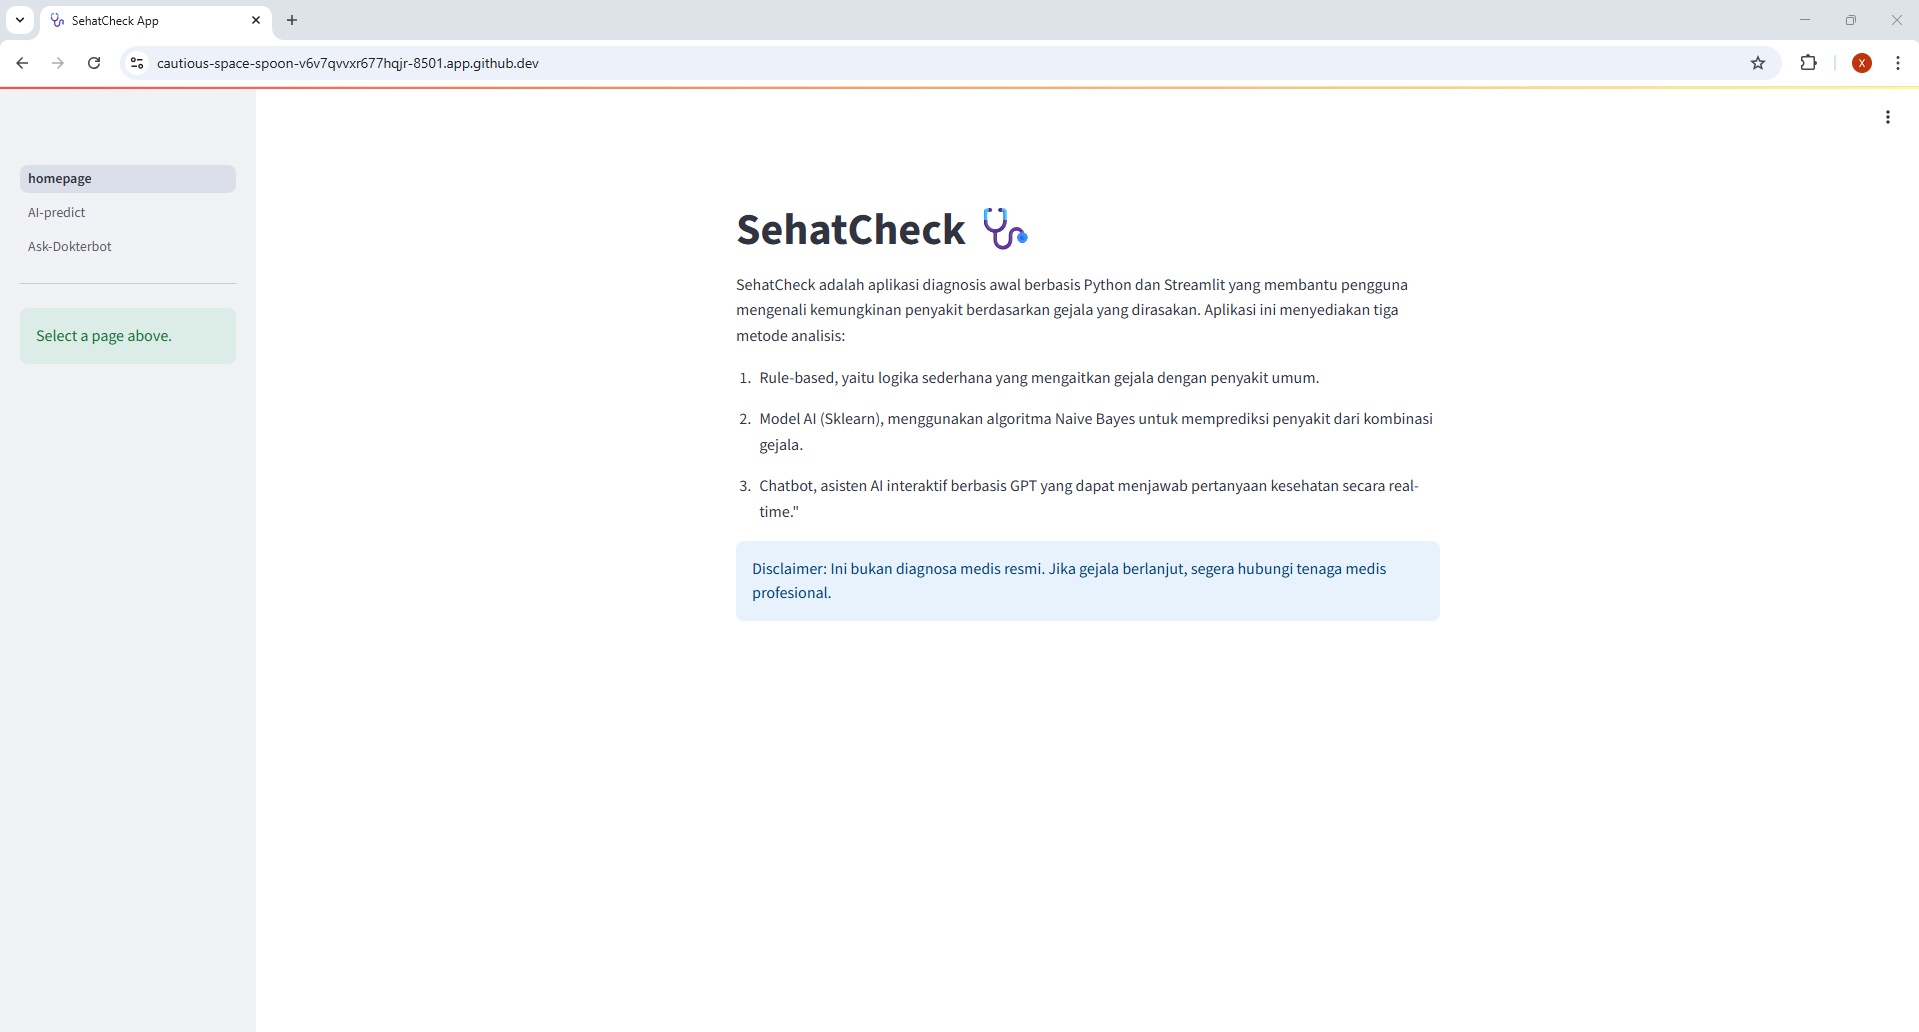 SehatCheck App
cautious-space-spoon-v6v7qvvxr677hqjr-8501.app.github.dev
X
homepage
AI-predict
Ask-Dokterbot
Select a page above.
SehatCheck
SehatCheck adalah aplikasi diagnosis awal berbasis Python dan Streamlit yang membantu pengguna
mengenali kemungkinan penyakit berdasarkan gejala yang dirasakan. Aplikasi ini menyediakan tiga
metode analisis:
1. Rule-based, yaitu logika sederhana yang mengaitkan gejala dengan penyakit umum.
2. Model AI (Sklearn), menggunakan algoritma Naive Bayes untuk memprediksi penyakit dari kombinasi
gejala.
3. Chatbot, asisten AI interaktif berbasis GPT yang dapat menjawab pertanyaan kesehatan secara real-
time."
Disclaimer: Ini bukan diagnosa medis resmi. Jika gejala berlanjut, segera hubungi tenaga medis
profesional.